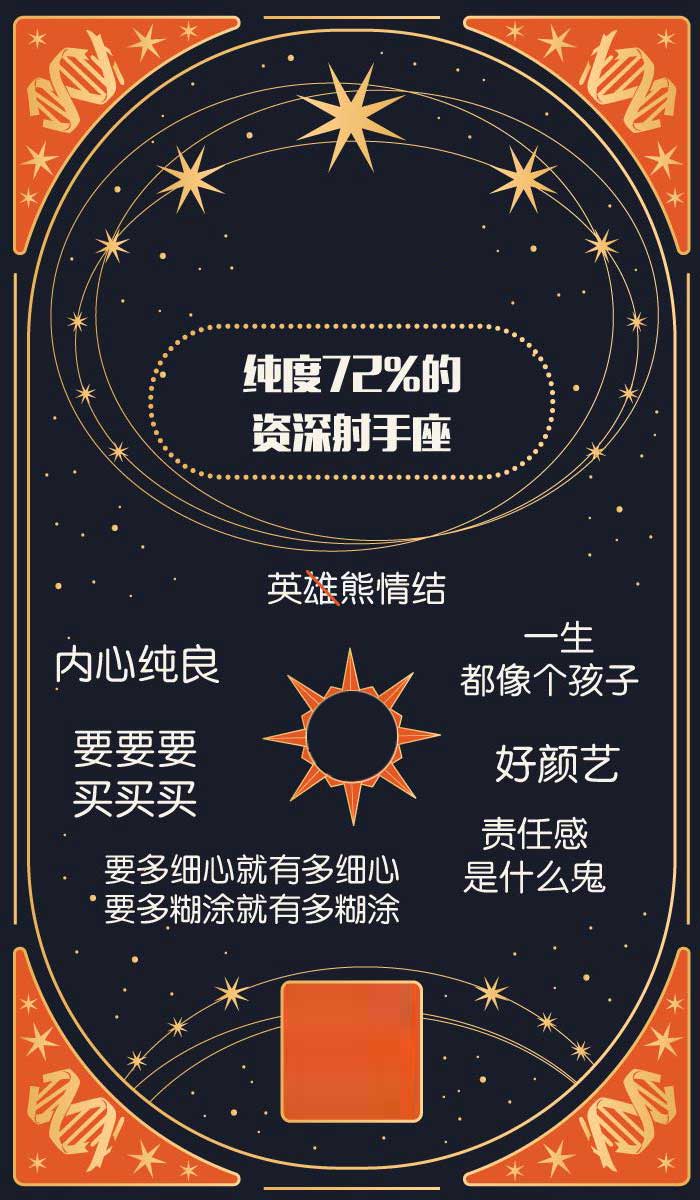 纯度72%的
资深射手座
英雄熊情结
内心纯良
一生
都像个孩子
要要要
买买买
好颜艺
责任感
是什么鬼
要多细心就有多细心
要多糊涂就有多糊涂